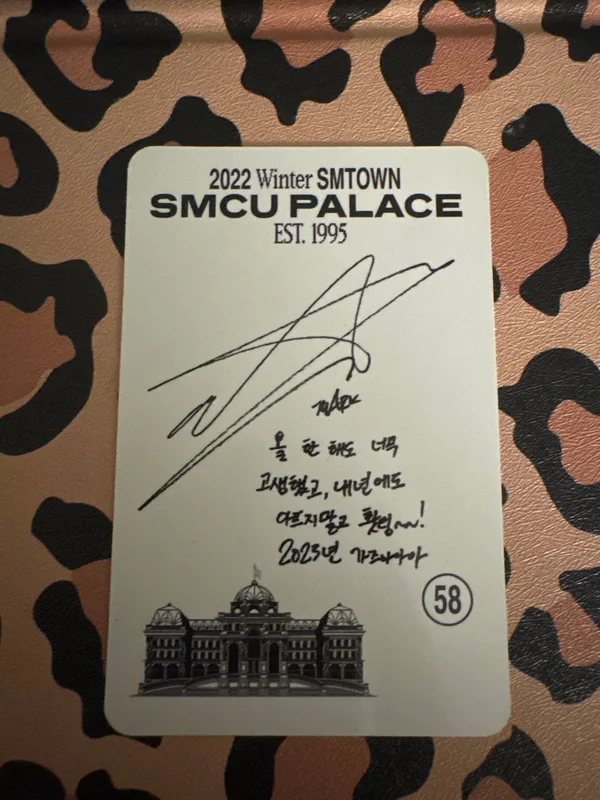 2022 Winter SMTOWN
SMCU PALACE
EST. 1995
MARK
올 한 해도 너무
고생했고, 내년에도
아프지말고 홧팅~~!
2023년 가즈아아아
58